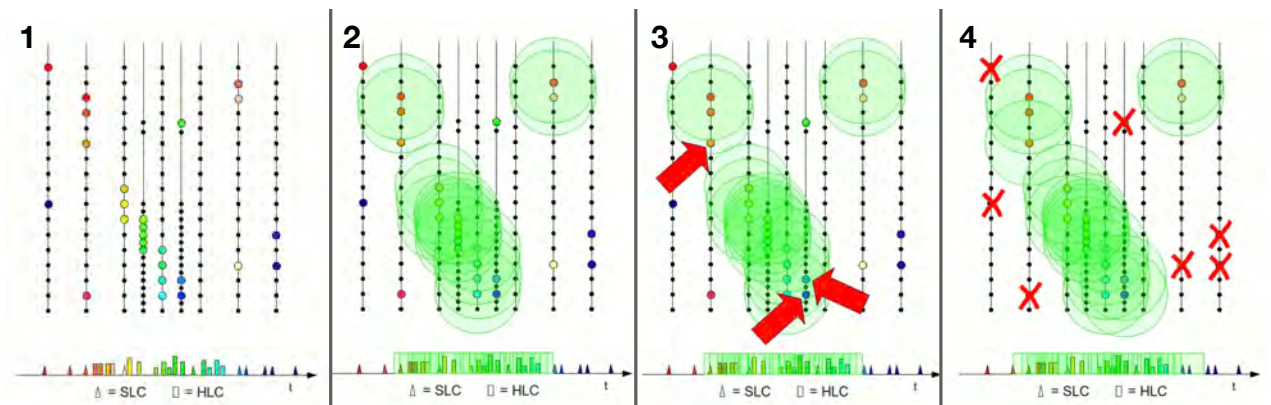 1
2
3
4
t
t
t
t
= SLC
= HLC
= SLC
= HLC
= SLC
= HLC
= SLC
= HLC